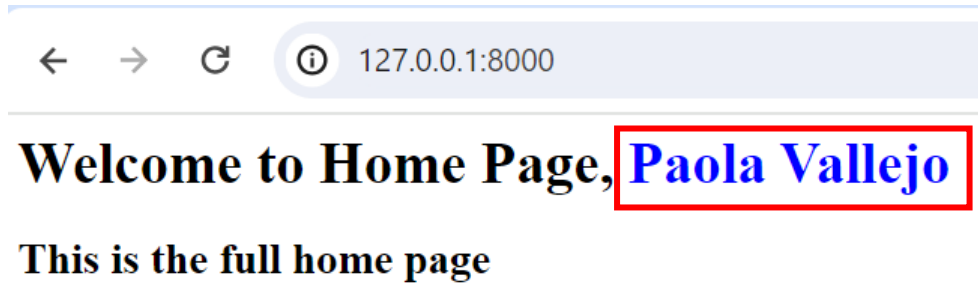 127.0.0.1:8000
Welcome to Home Page, Paola Vallejo
This is the full home page